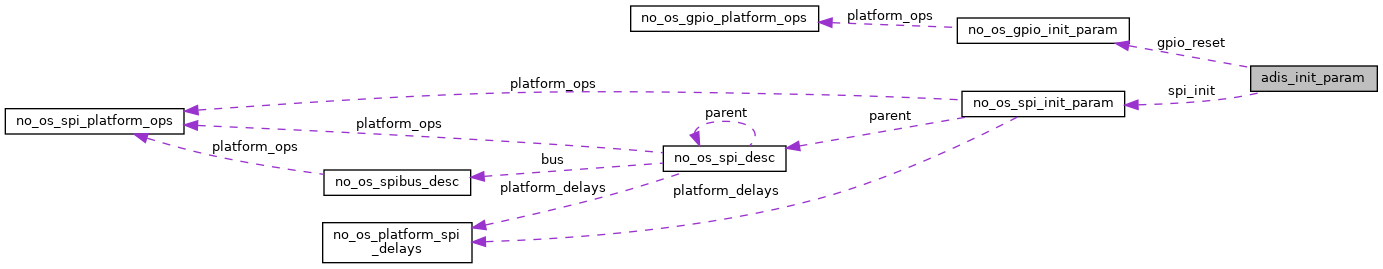 no_os_gpio_platform_ops
platform_ops
no_os_gpio_init_param
gpio_reset
adis_init_param
spi_init
platform_ops
no_os_spi_init_param
no_os_spi_platform_ops
platform_ops
parent
parent
no_os_spi_desc
platform_ops
bus
no_os_spibus_desc
platform_delays
platform_delays
no_os_platform_spi
_delays